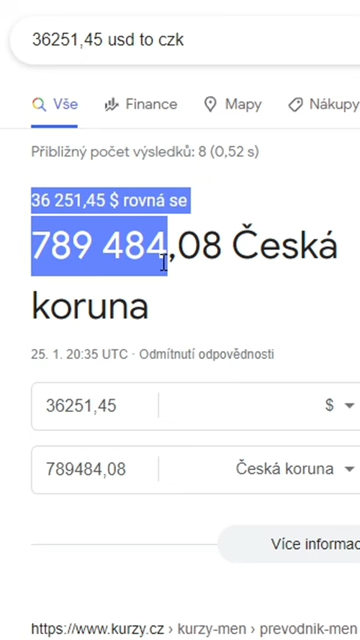 36251,45 usd to czk
Vše Finance Mapy Nákupy
Přibližný počet výsledků: 8 (0,52 s)
36 251,45 $ rovná se
789 484,08 Česká
koruna
25. 1. 20:35 UTC · Odmítnutí odpovědnosti
36251,45 $
789484,08 Česká koruna
Více informac
https://www.kurzy.cz › kurzy-men › prevodnik-men